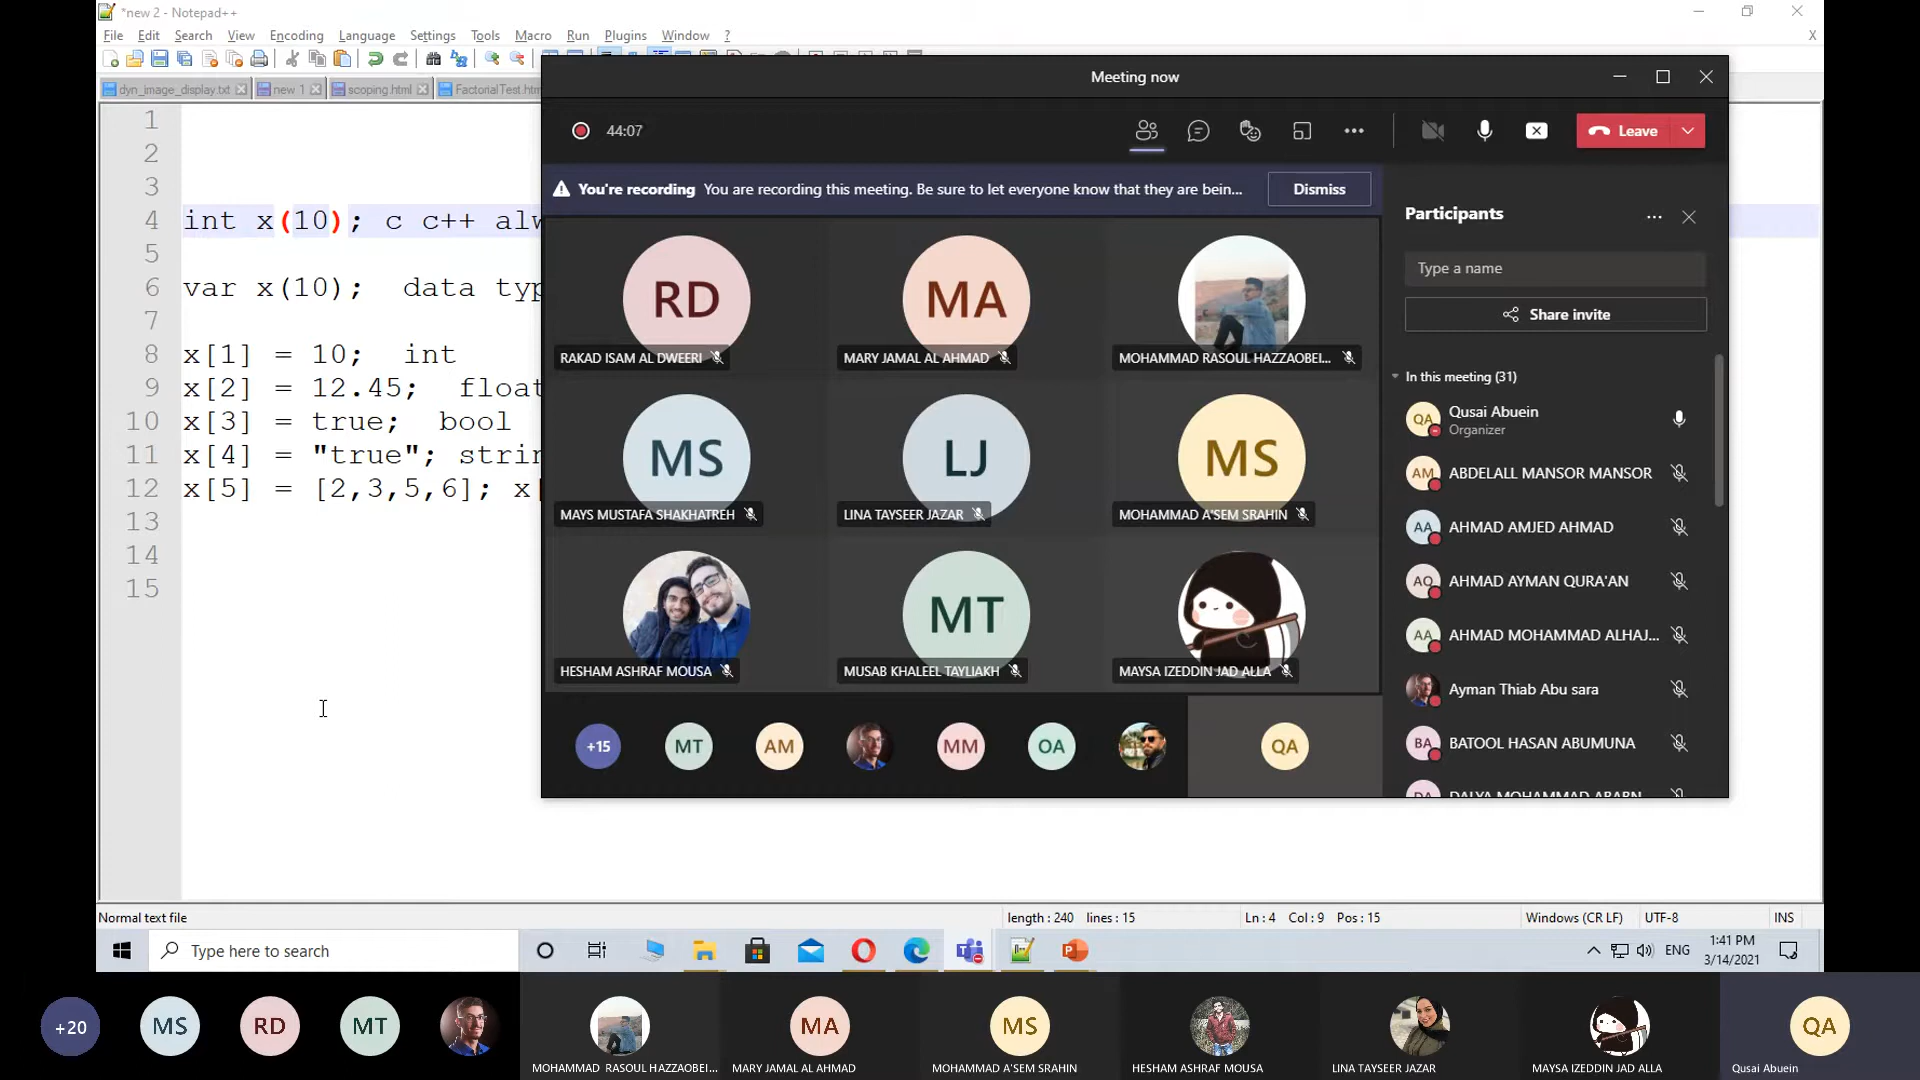 *new 2 - Notepad++
File Edit Search View Encoding Language Settings Tools Macro Run Plugins Window ? X
dyn_image_display.txt new 1 scoping.html FactorialTest.htm
1
2
3
4 int x(10); c c++ alw
5
6 var x(10); data typ
7
8 x[1] = 10; int
9 x[2] = 12.45; float
10 x[3] = true; bool
11 x[4] = "true"; strin
12 x[5] = [2,3,5,6]; x[
13
14
15
Meeting now
44:07
Leave
You're recording You are recording this meeting. Be sure to let everyone know that they are bein...
Dismiss
RD MA
RAKAD ISAM AL DWEERI MARY JAMAL AL AHMAD MOHAMMAD RASOUL HAZZAOBEI...
MS LJ MS
MAYS MUSTAFA SHAKHATREH LINA TAYSEER JAZAR MOHAMMAD A'SEM SRAHIN
MT
HESHAM ASHRAF MOUSA MUSAB KHALEEL TAYLIAKH MAYSA IZEDDIN JAD ALLA
+15 MT AM MM OA QA
Participants
Type a name
Share invite
In this meeting (31)
QA Qusai Abuein
Organizer
AM ABDELALL MANSOR MANSOR
AA AHMAD AMJED AHMAD
AQ AHMAD AYMAN QURA'AN
AA AHMAD MOHAMMAD ALHAJ...
Ayman Thiab Abu sara
BA BATOOL HASAN ABUMUNA
Normal text file length : 240 lines : 15 Ln : 4 Col : 9 Pos : 15 Windows (CR LF) UTF-8 INS
Type here to search
ENG
1:41 PM
3/14/2021
+20 MS RD MT MA MS QA
MOHAMMAD RASOUL HAZZAOBEI... MARY JAMAL AL AHMAD MOHAMMAD A'SEM SRAHIN HESHAM ASHRAF MOUSA LINA TAYSEER JAZAR MAYSA IZEDDIN JAD ALLA Qusai Abuein